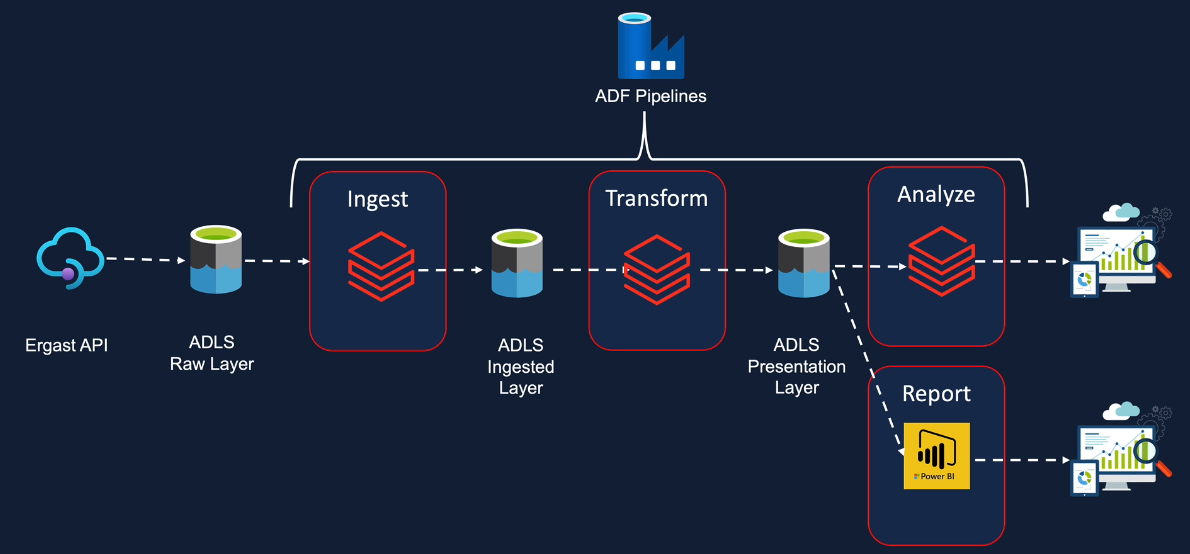 ADF Pipelines
Ingest
Transform
Analyze
Ergast API
ADLS
Raw Layer
ADLS
Ingested
Layer
ADLS
Presentation
Layer
Report
Power BI